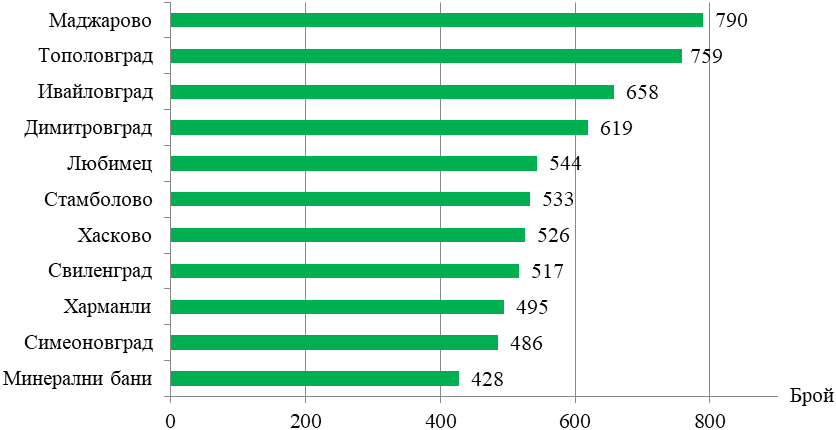 Маджарово 790
Тополовград 759
Ивайловград 658
Димитровград 619
Любимец 544
Стамболово 533
Хасково 526
Свиленград 517
Харманли 495
Симеоновград 486
Минерални бани 428
Брой
0 200 400 600 800